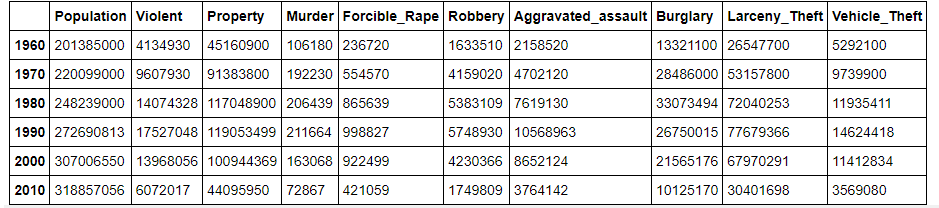 Population Violent Property Murder Forcible_Rape Robbery Aggravated_assault Burglary Larceny_Theft Vehicle_Theft
1960 201385000 4134930 45160900 106180 236720 1633510 2158520 13321100 26547700 5292100
1970 220099000 9607930 91383800 192230 554570 4159020 4702120 28486000 53157800 9739900
1980 248239000 14074328 117048900 206439 865639 5383109 7619130 33073494 72040253 11935411
1990 272690813 17527048 119053499 211664 998827 5748930 10568963 26750015 77679366 14624418
2000 307006550 13968056 100944369 163068 922499 4230366 8652124 21565176 67970291 11412834
2010 318857056 6072017 44095950 72867 421059 1749809 3764142 10125170 30401698 3569080